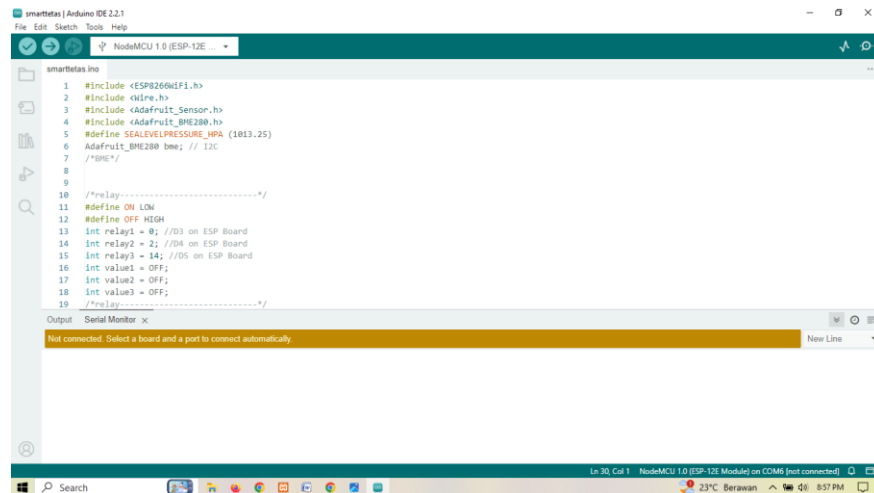 smarttetas | Arduino IDE 2.2.1
File Edit Sketch Tools Help
NodeMCU 1.0 (ESP-12E ...
smarttetas.ino
1 #include <ESP8266WiFi.h>
2 #include <Wire.h>
3 #include <Adafruit_Sensor.h>
4 #include <Adafruit_BME280.h>
5 #define SEALEVELPRESSURE_HPA (1013.25)
6 Adafruit_BME280 bme; // I2C
7 /*BME*/
8
9
10 /*relay----------------------------*/
11 #define ON LOW
12 #define OFF HIGH
13 int relay1 = 0; //D3 on ESP Board
14 int relay2 = 2; //D4 on ESP Board
15 int relay3 = 14; //D5 on ESP Board
16 int value1 = OFF;
17 int value2 = OFF;
18 int value3 = OFF;
19 /*relay----------------------------*/
Output Serial Monitor
Not connected. Select a board and a port to connect automatically.
New Line
Ln 30, Col 1 NodeMCU 1.0 (ESP-12E Module) on COM6 [not connected]
Search
23°C Berawan 8:57 PM